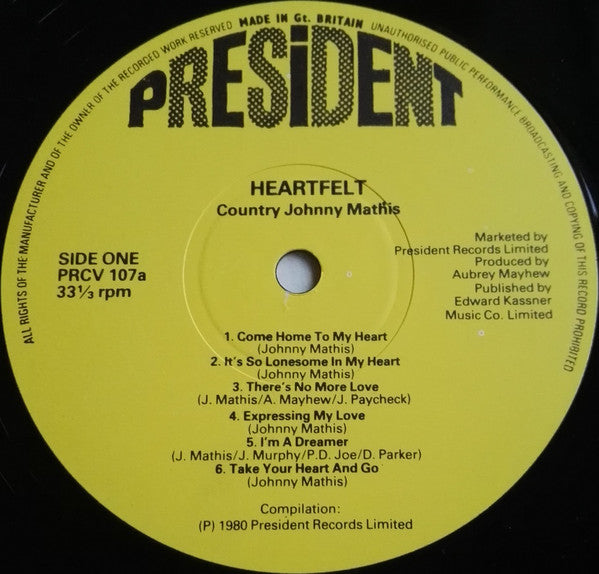 ALL RIGHTS OF THE MANUFACTURER AND OF THE OWNER OF THE RECORDED WORK RESERVED MADE IN Gt. BRITAIN UNAUTHORISED PUBLIC PERFORMANCE BROADCASTING AND COPYING OF THIS RECORD PROHIBITED
PRESiDENT
HEARTFELT
Country Johnny Mathis
SIDE ONE
PRCV 107a
33⅓ rpm
Marketed by
President Records Limited
Produced by
Aubrey Mayhew
Published by
Edward Kassner
Music Co. Limited
1. Come Home To My Heart
(Johnny Mathis)
2. It's So Lonesome In My Heart
(Johnny Mathis)
3. There's No More Love
(J. Mathis/A. Mayhew/J. Paycheck)
4. Expressing My Love
(Johnny Mathis)
5. I'm A Dreamer
(J. Mathis/J. Murphy/P.D. Joe/D. Parker)
6. Take Your Heart And Go
(Johnny Mathis)
Compilation:
(P) 1980 President Records Limited